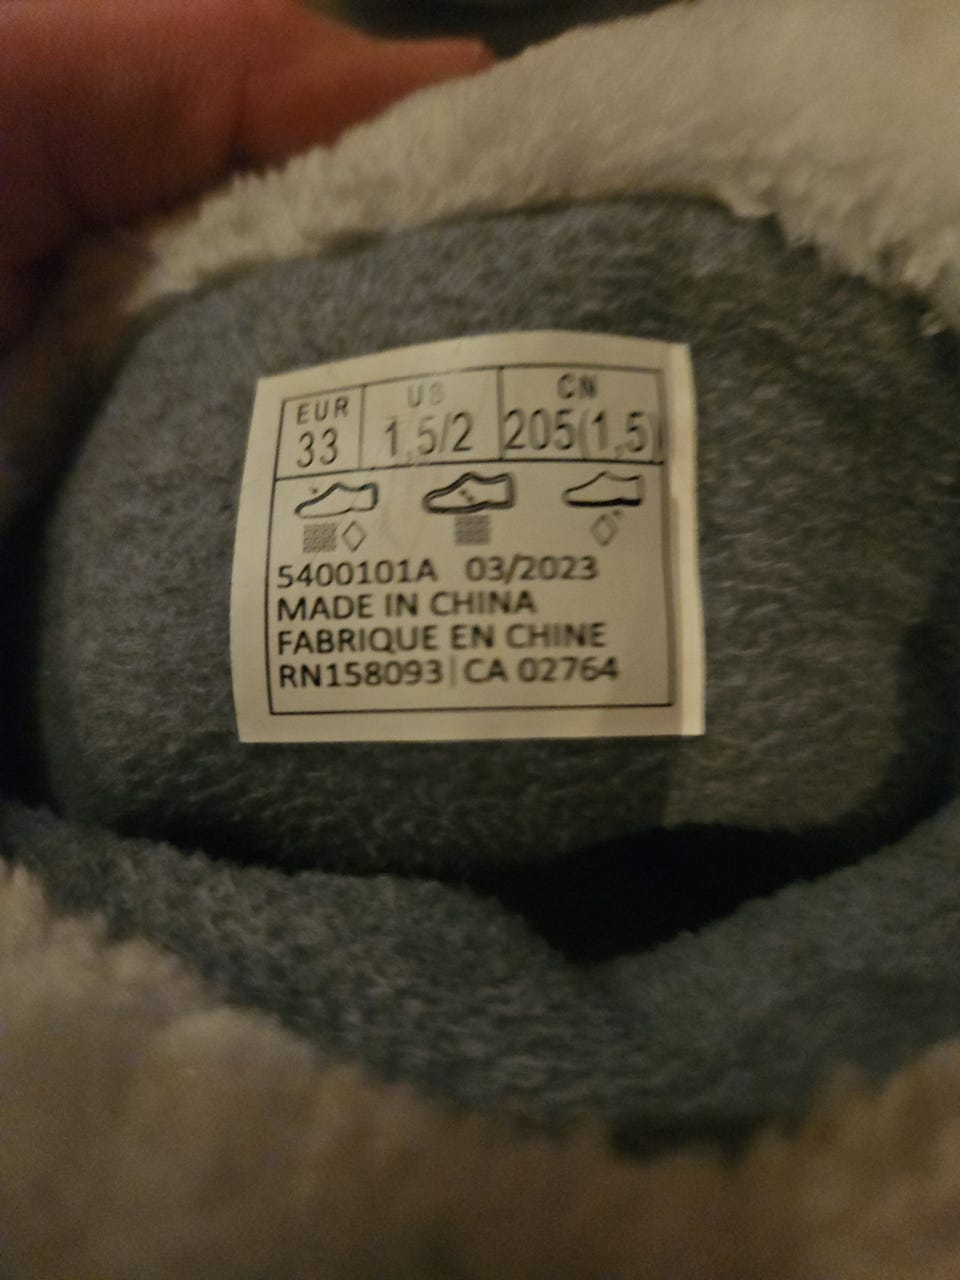 EUR US CN
33 1,5/2 205(1,5)
5400101A 03/2023
MADE IN CHINA
FABRIQUE EN CHINE
RN158093|CA 02764